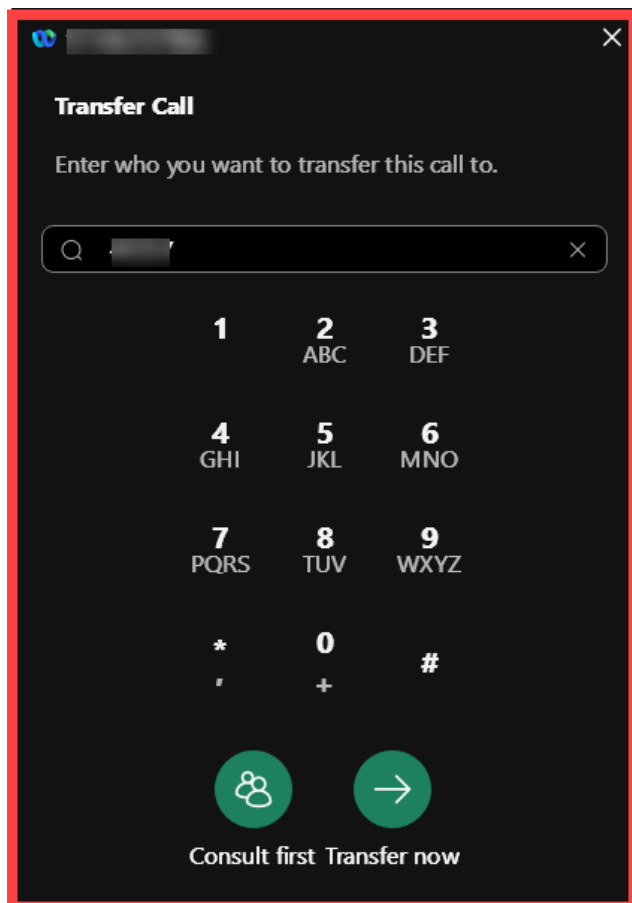 Transfer Call
Enter who you want to transfer this call to.
1 2 3
ABC DEF
4 5 6
GHI JKL MNO
7 8 9
PQRS TUV WXYZ
* 0 #
, +
Consult first Transfer now